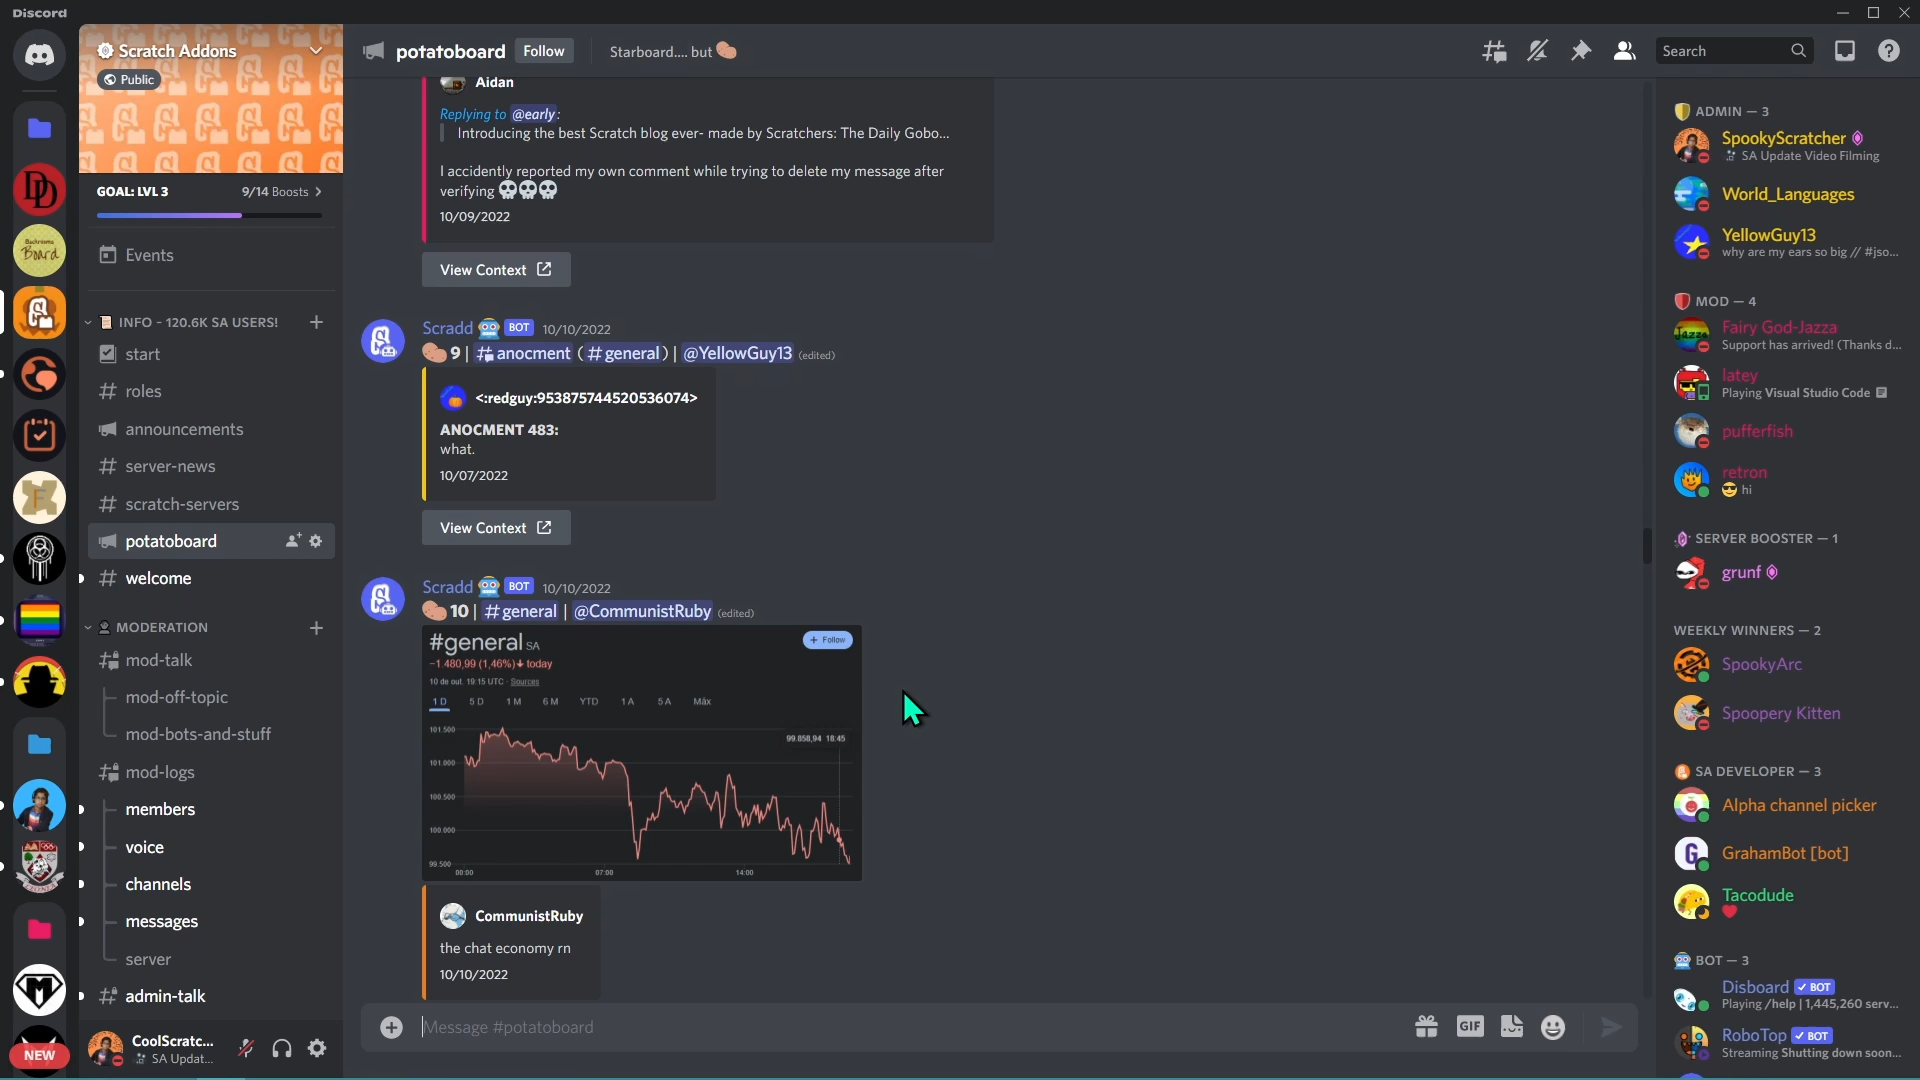 Discord
Scratch Addons
Public
GOAL: LVL 3
9/14 Boosts
Events
INFO - 120.6K SA USERS!
start
roles
announcements
server-news
scratch-servers
potatoboard
welcome
MODERATION
mod-talk
mod-off-topic
mod-bots-and-stuff
mod-logs
members
voice
channels
messages
server
admin-talk
CoolScratc...
SA Updat...
NEW
Backrooms
Board
potatoboard
Follow
Starboard.... but
Search
Aidan
Replying to @early:
Introducing the best Scratch blog ever- made by Scratchers: The Daily Gobo...
I accidently reported my own comment while trying to delete my message after
verifying
10/09/2022
View Context
Scradd BOT 10/10/2022
9 | anocment ( # general ) | @YellowGuy13 (edited)
<:redguy:953875744520536074>
ANOCMENT 483:
what.
10/07/2022
View Context
Scradd BOT 10/10/2022
10 | # general | @CommunistRuby (edited)
#general SA
+ Follow
−1.480,99 (1,46%) today
10 de out. 19:15 UTC · Sources
1 D 5 D 1 M 6 M YTD 1 A 5 A Máx
101.500
99.858,94 18:45
101.000
100.500
100.000
99.500
00:00 07:00 14:00
CommunistRuby
the chat economy rn
10/10/2022
Message #potatoboard
GIF
ADMIN — 3
SpookyScratcher
SA Update Video Filming
World_Languages
YellowGuy13
why are my ears so big // #jso...
MOD — 4
Fairy God-Jazza
Support has arrived! (Thanks d...
latey
Playing Visual Studio Code
pufferfish
retron
hi
SERVER BOOSTER — 1
grunf
WEEKLY WINNERS — 2
SpookyArc
Spoopery Kitten
SA DEVELOPER — 3
Alpha channel picker
GrahamBot [bot]
Tacodude
BOT — 3
Disboard BOT
Playing /help | 1,445,260 serv...
RoboTop BOT
Streaming Shutting down soon...